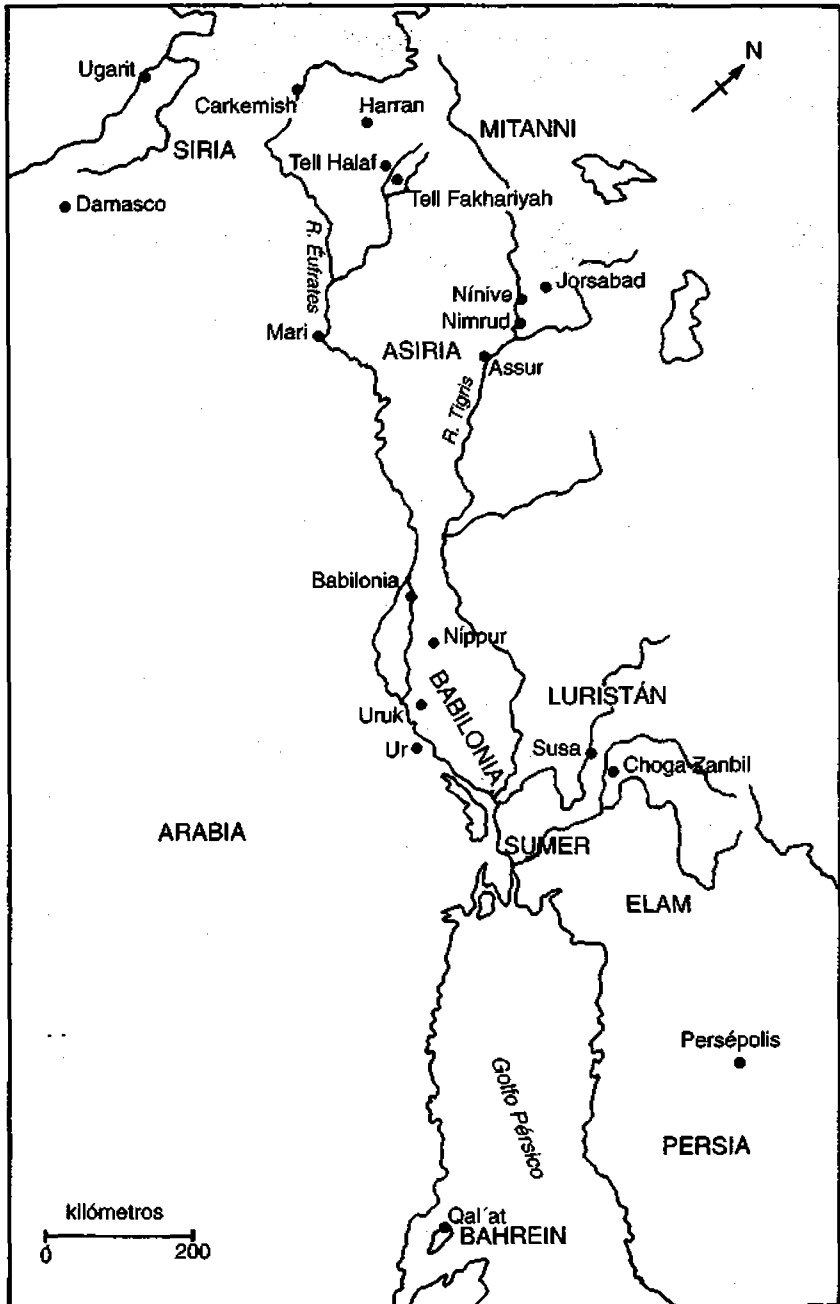 N
Ugarit
Carkemish
Harran
MITANNI
SIRIA
Tell Halaf
Tell Fakhariyah
Damasco
R. Éufrates
Jorsabad
Nínive
Nimrud
Mari
ASIRIA
Assur
R. Tigris
Babilonia
Nippur
BABILONIA
LURISTÁN
Uruk
Ur
Susa
Choga-Zanbil
ARABIA
SUMER
ELAM
Persépolis
Golfo Pérsico
PERSIA
kilómetros
0 200
Qal'at
BAHREIN